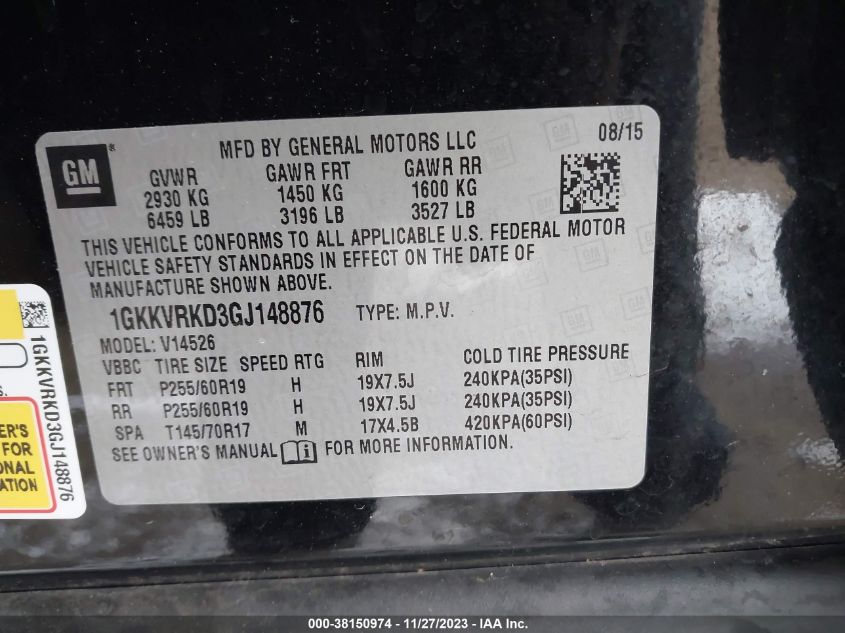 GM
®
MFD BY GENERAL MOTORS LLC
08/15
GVWR GAWR FRT GAWR RR
2930 KG 1450 KG 1600 KG
6459 LB 3196 LB 3527 LB
THIS VEHICLE CONFORMS TO ALL APPLICABLE U.S. FEDERAL MOTOR
VEHICLE SAFETY STANDARDS IN EFFECT ON THE DATE OF
MANUFACTURE SHOWN ABOVE.
1GKKVRKD3GJ148876 TYPE: M.P.V.
MODEL: V14526
VBBC TIRE SIZE SPEED RTG RIM COLD TIRE PRESSURE
FRT P255/60R19 H 19X7.5J 240KPA(35PSI)
RR P255/60R19 H 19X7.5J 240KPA(35PSI)
SPA T145/70R17 M 17X4.5B 420KPA(60PSI)
SEE OWNER'S MANUAL i FOR MORE INFORMATION.
1GKKVRKD3GJ148876
ER'S
FOR
ONAL
ATION
000-38150974 - 11/27/2023 - IAA Inc.